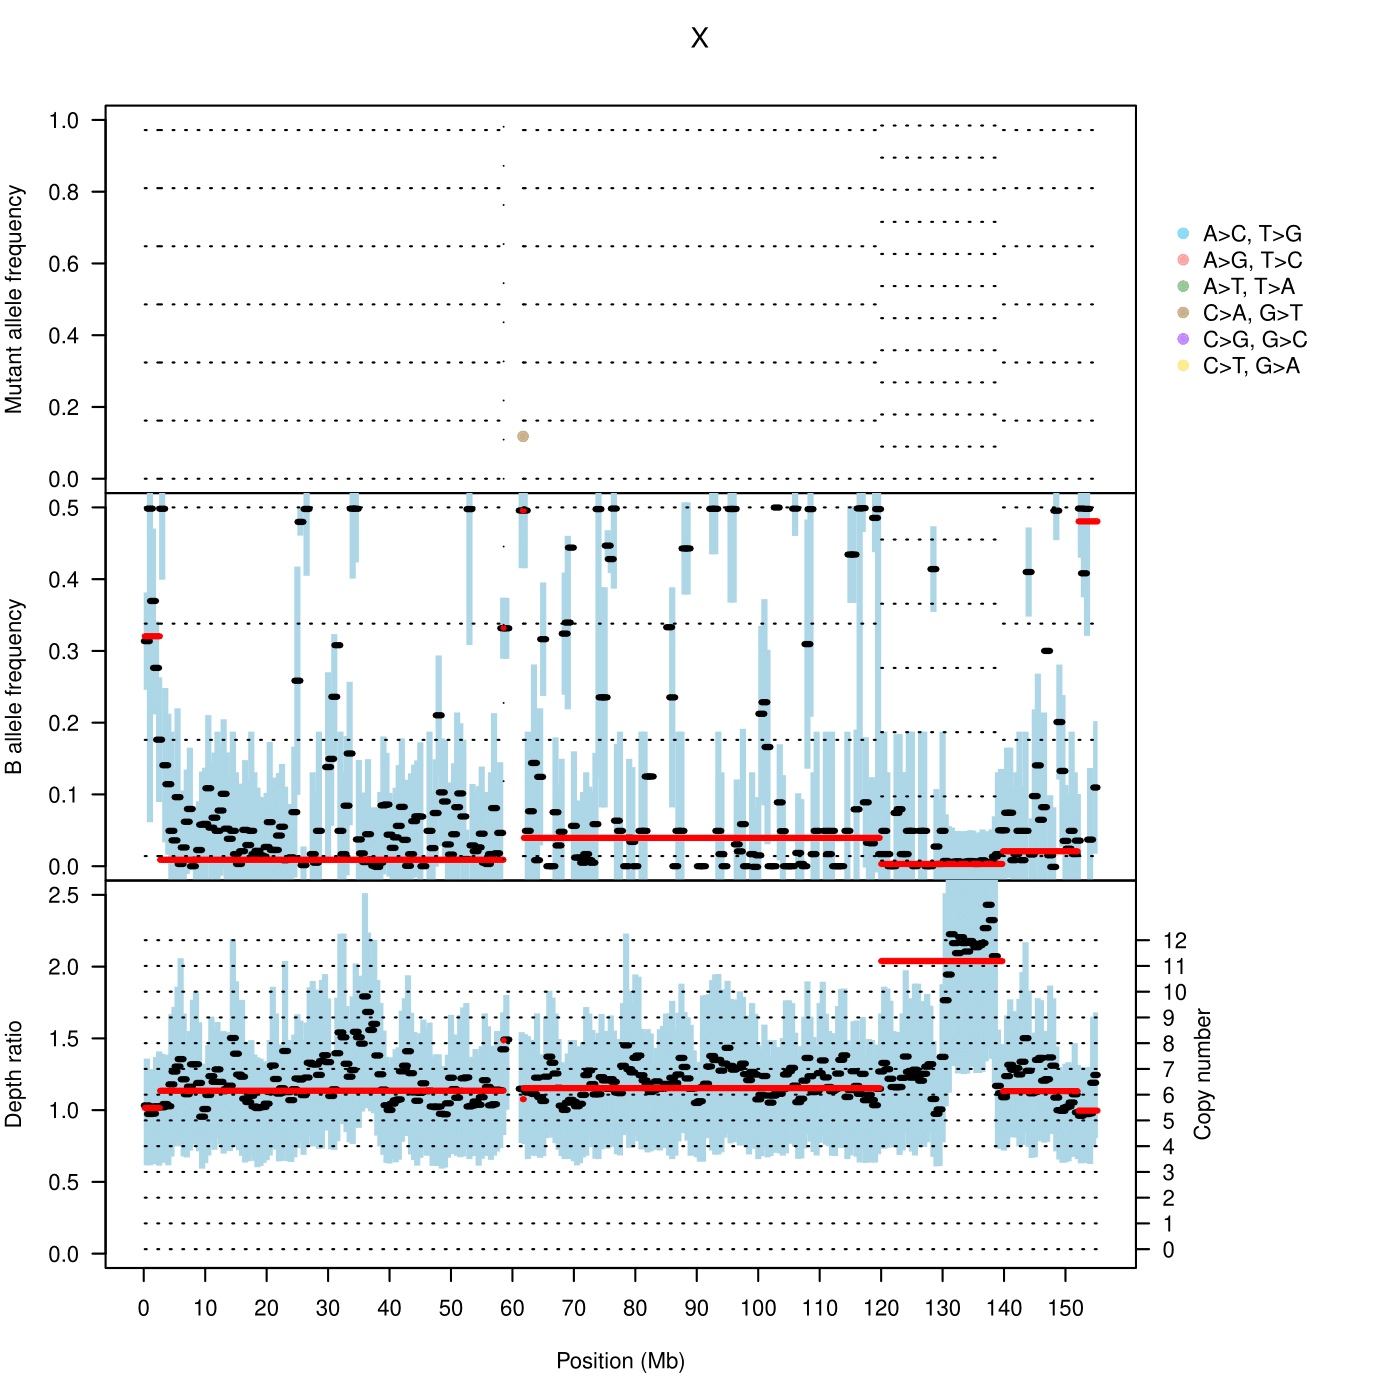 X
Mutant allele frequency
1.0
0.8
0.6
0.4
0.2
0.0
A>C, T>G
A>G, T>C
A>T, T>A
C>A, G>T
C>G, G>C
C>T, G>A
B allele frequency
0.5
0.4
0.3
0.2
0.1
0.0
Depth ratio
2.5
2.0
1.5
1.0
0.5
0.0
12
11
10
9
8
7
6
5
4
3
2
1
0
Copy number
0 10 20 30 40 50 60 70 80 90 100 110 120 130 140 150
Position (Mb)